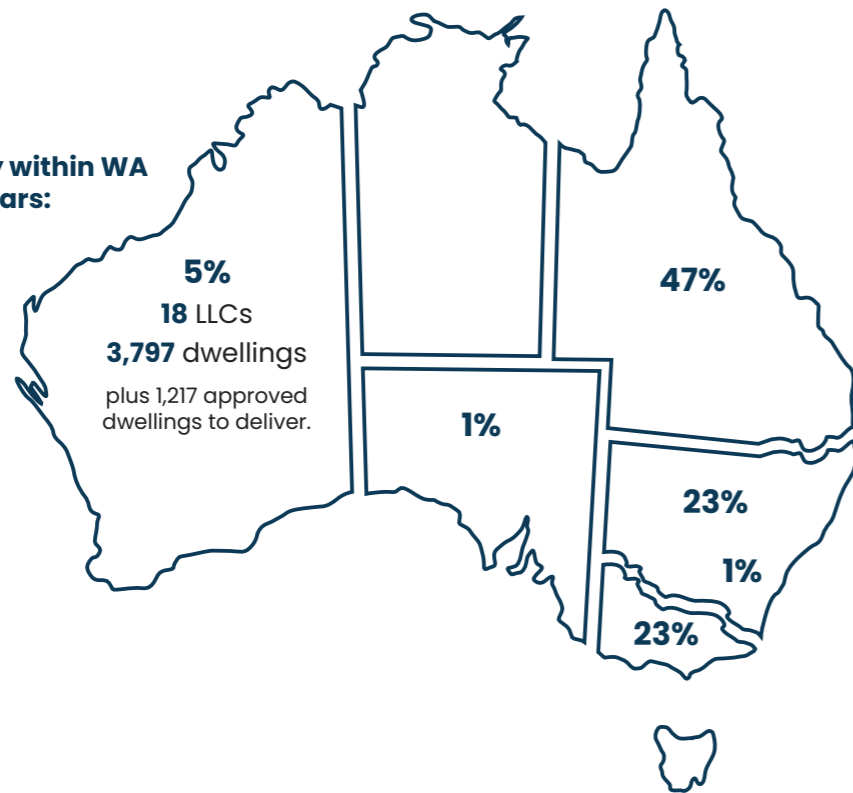 within WA
5%
18 LLCs
3,797 dwellings
plus 1,217 approved
dwellings to deliver.
47%
1%
23%
1%
23%